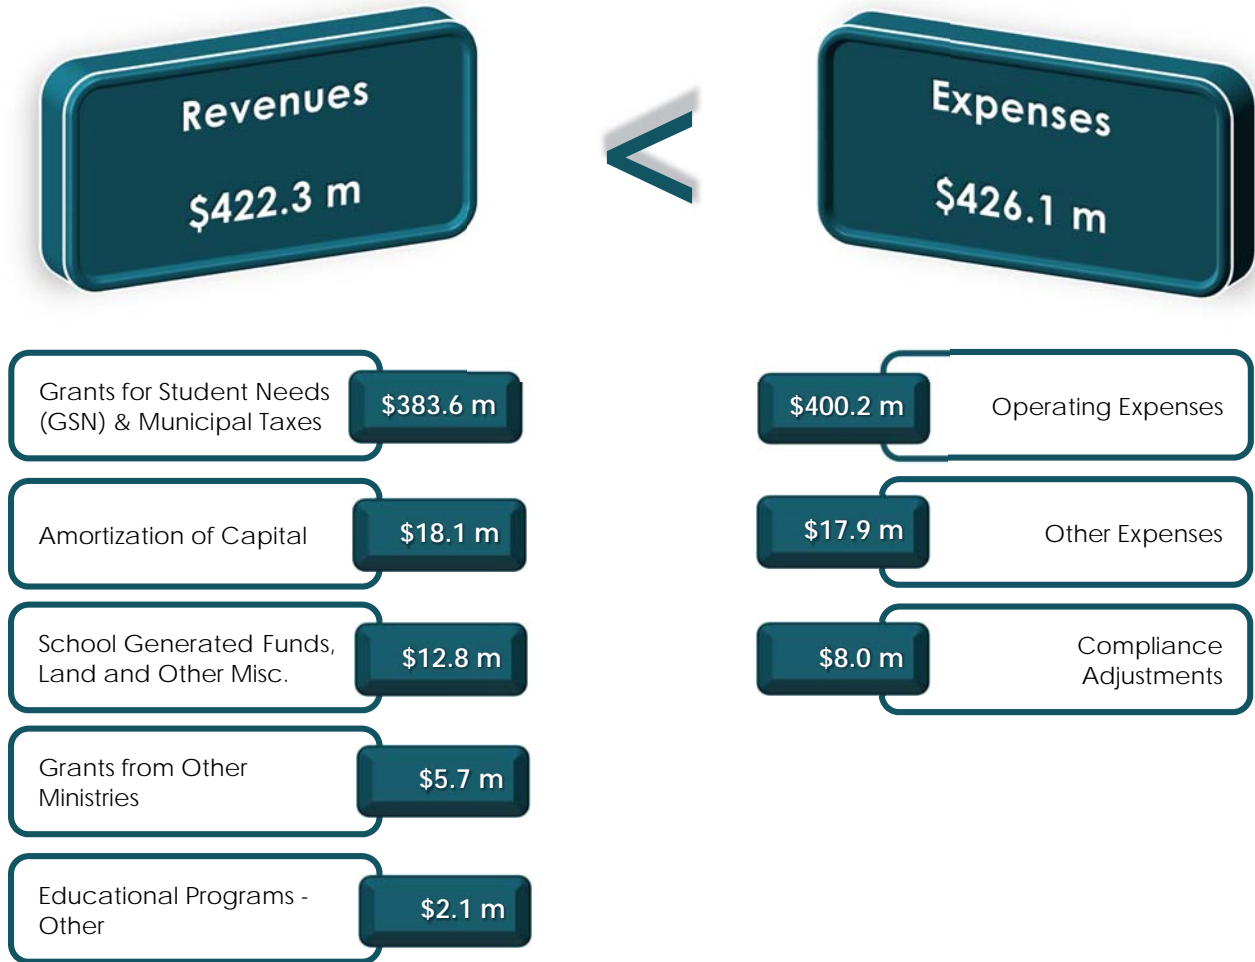 Revenues
$422.3 m
<
Expenses
$426.1 m
Grants for Student Needs
(GSN) & Municipal Taxes
$383.6 m
Amortization of Capital
$18.1 m
School Generated Funds,
Land and Other Misc.
$12.8 m
Grants from Other
Ministries
$5.7 m
Educational Programs -
Other
$2.1 m
$400.2 m
Operating Expenses
$17.9 m
Other Expenses
$8.0 m
Compliance
Adjustments